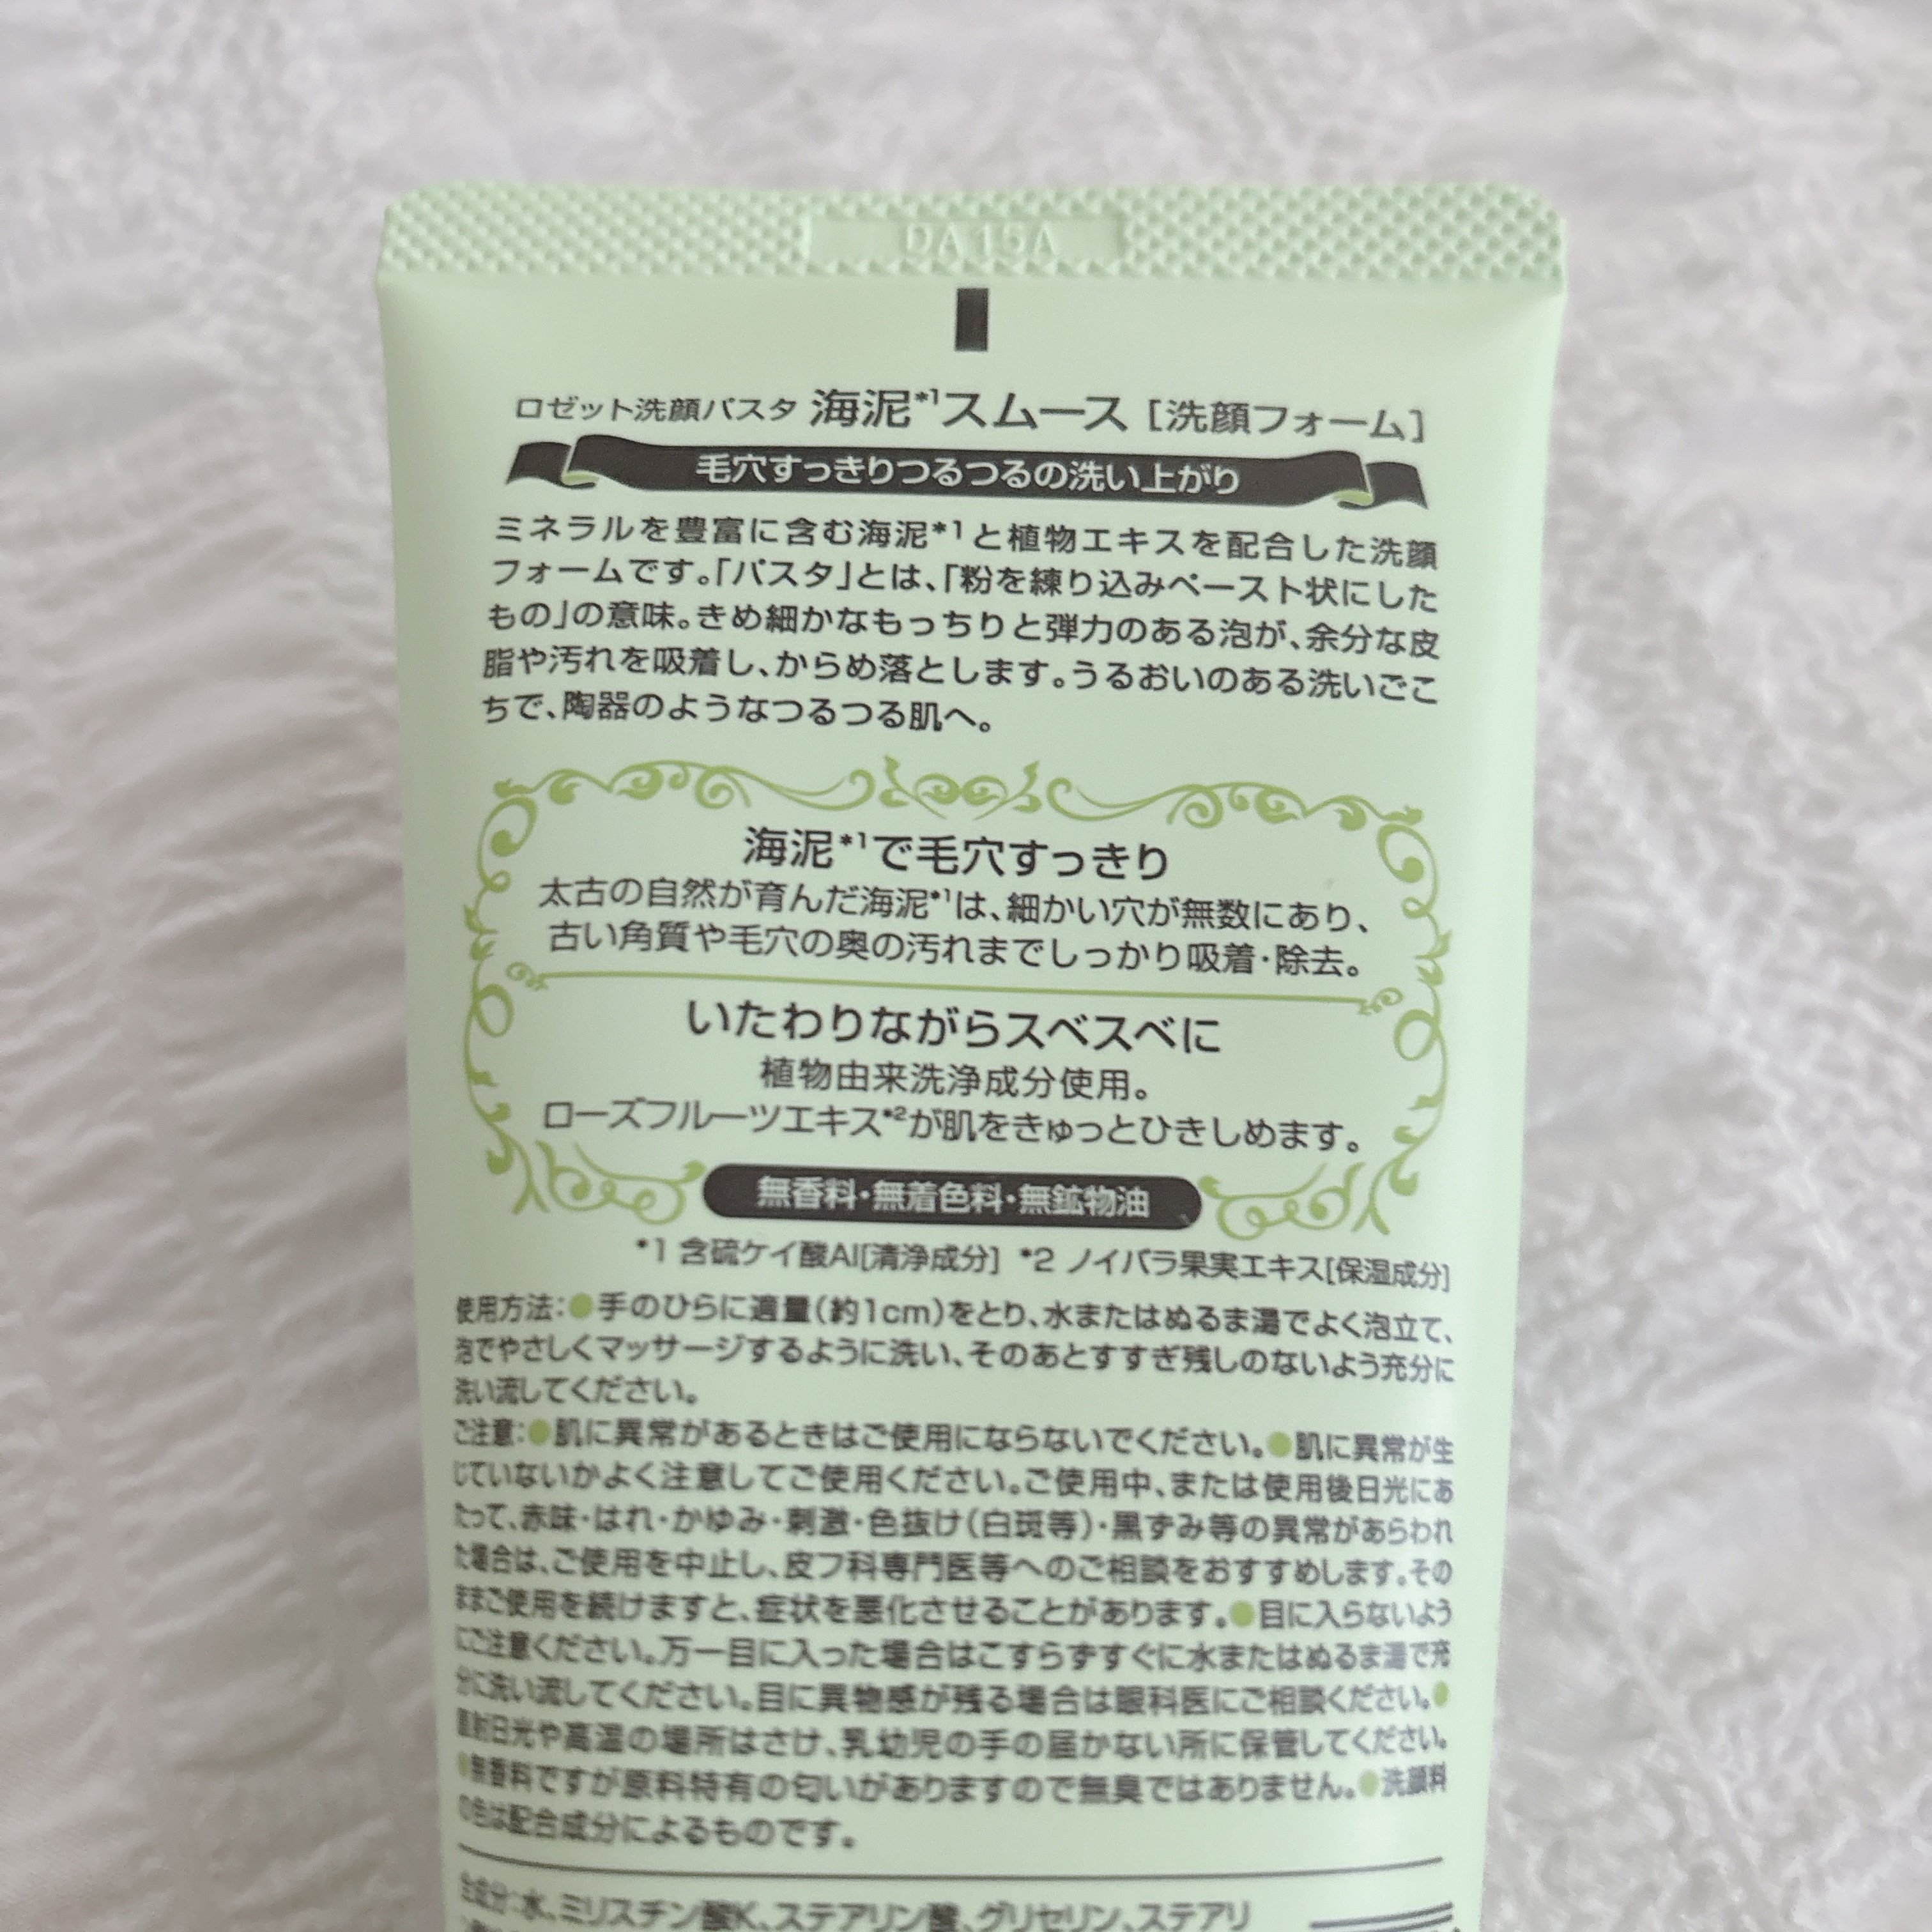 DA15A
ロゼット洗顔パスタ 海泥*1スムース [洗顔フォーム]
毛穴すっきりつるつるの洗い上がり
ミネラルを豊富に含む海泥*1と植物エキスを配合した洗顔
フォームです。「パスタ」とは、「粉を練り込みペースト状にした
もの」の意味。きめ細かなもっちりと弾力のある泡が、余分な皮
脂や汚れを吸着し、からめ落とします。うるおいのある洗いごこ
ちで、陶器のようなつるつる肌へ。
海泥*1で毛穴すっきり
太古の自然が育んだ海泥*1は、細かい穴が無数にあり、
古い角質や毛穴の奥の汚れまでしっかり吸着・除去。
いたわりながらスベスベに
植物由来洗浄成分使用。
ローズフルーツエキス*2が肌をきゅっとひきしめます。
無香料・無着色料・無鉱物油
*1 含硫ケイ酸Al[清浄成分] *2 ノイバラ果実エキス[保湿成分]
使用方法:●手のひらに適量(約1cm)をとり、水またはぬるま湯でよく泡立て、
泡でやさしくマッサージするように洗い、そのあとすすぎ残しのないよう充分に
洗い流してください。
ご注意:●肌に異常があるときはご使用にならないでください。●肌に異常が生
じていないかよく注意してご使用ください。ご使用中、または使用後日光にあ
たって、赤味・はれ・かゆみ・刺激・色抜け(白斑等)・黒ずみ等の異常があらわれ
た場合は、ご使用を中止し、皮フ科専門医等へのご相談をおすすめします。その
ままご使用を続けますと、症状を悪化させることがあります。●目に入らないよう
にご注意ください。万一目に入った場合はこすらずすぐに水またはぬるま湯で充
分に洗い流してください。目に異物感が残る場合は眼科医にご相談ください。●
直射日光や高温の場所はさけ、乳幼児の手の届かない所に保管してください。
●無香料ですが原料特有の匂いがありますので無臭ではありません。●洗顔料
の色は配合成分によるものです。
全成分:水、ミリスチン酸K、ステアリン酸、グリセリン、ステアリ